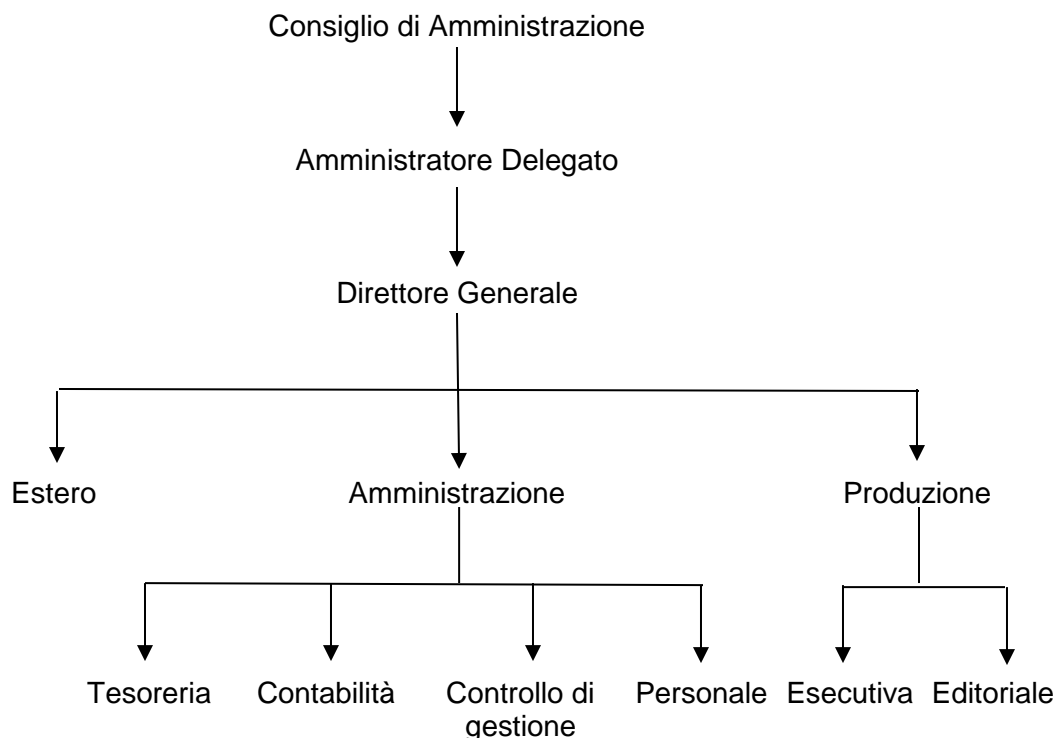 Consiglio di Amministrazione
Amministratore Delegato
Direttore Generale
Estero
Amministrazione
Produzione
Tesoreria
Contabilità
Controllo di
gestione
Personale
Esecutiva
Editoriale